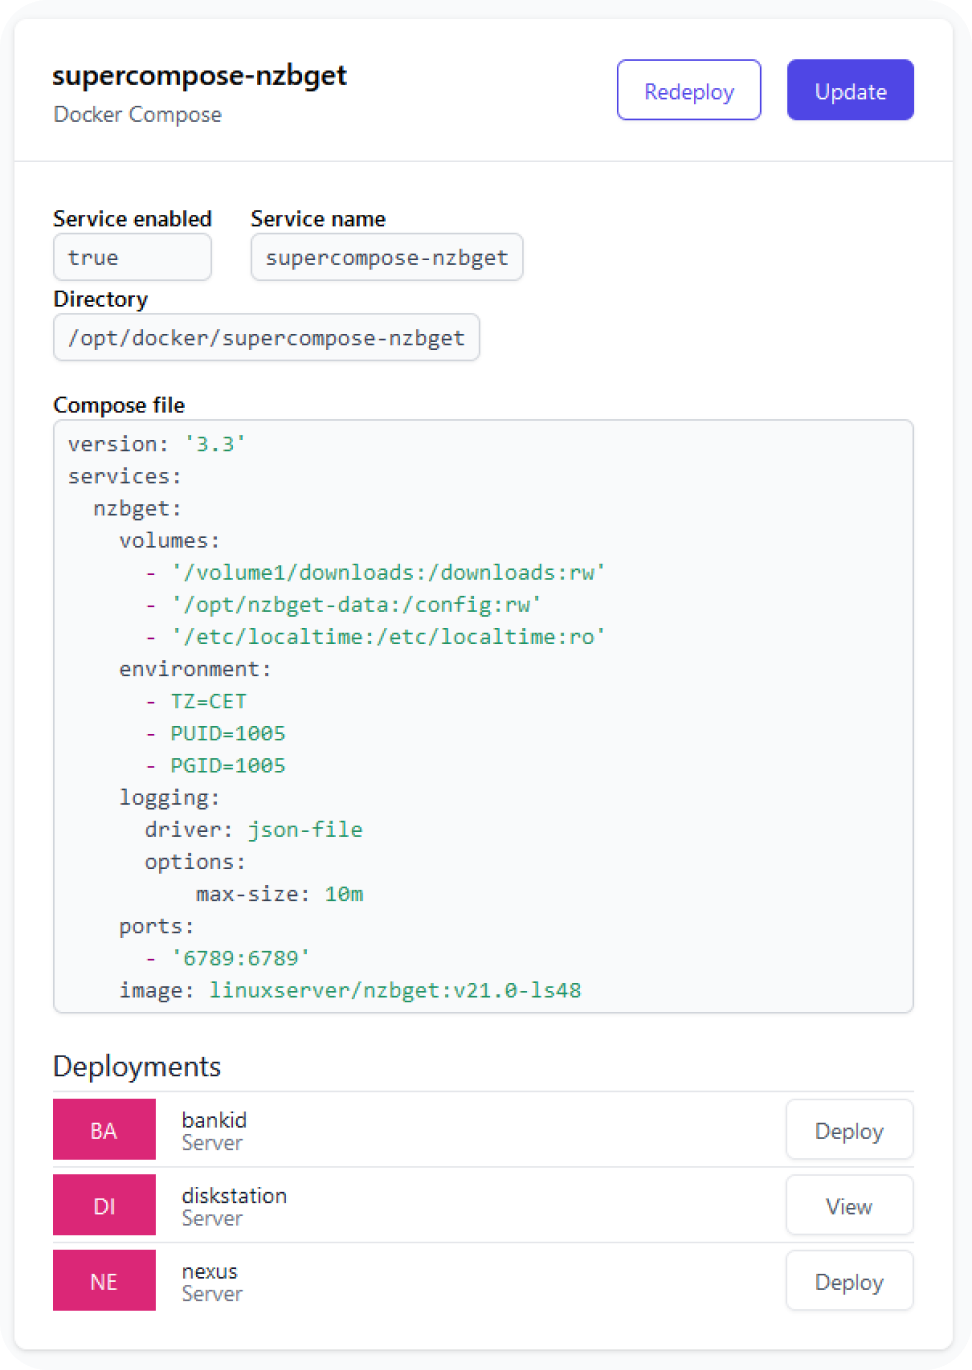 supercompose-nzbget
Docker Compose
Redeploy
Update
Service enabled
Service name
true
supercompose-nzbget
Directory
/opt/docker/supercompose-nzbget
Compose file
version: '3.3'
services:
  nzbget:
    volumes:
      - '/volume1/downloads:/downloads:rw'
      - '/opt/nzbget-data:/config:rw'
      - '/etc/localtime:/etc/localtime:ro'
    environment:
      - TZ=CET
      - PUID=1005
      - PGID=1005
    logging:
      driver: json-file
      options:
          max-size: 10m
    ports:
      - '6789:6789'
    image: linuxserver/nzbget:v21.0-ls48
Deployments
BA
bankid
Server
Deploy
DI
diskstation
Server
View
NE
nexus
Server
Deploy